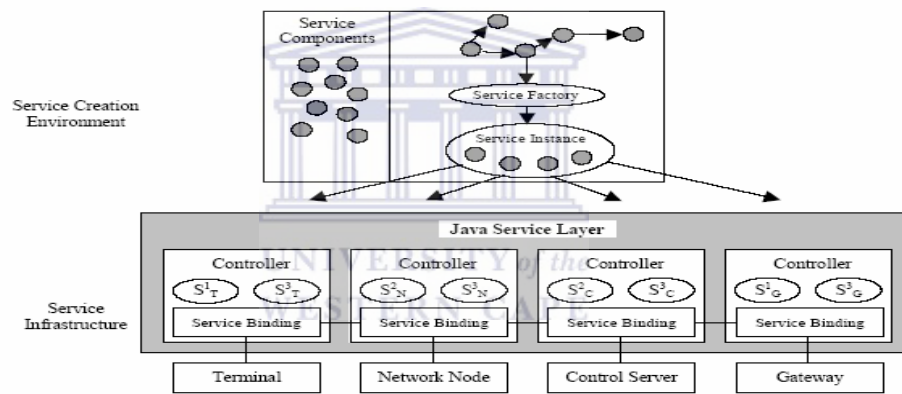 Service
Components
Service Creation
Environment
Service Factory
Service Instance
Java Service Layer
Controller
Controller
Controller
Controller
S¹T
S³T
S²N
S³N
S²C
S³C
S¹G
S³G
UNIVERSITY of the
WESTERN CAPE
Service
Infrastructure
Service Binding
Service Binding
Service Binding
Service Binding
Terminal
Network Node
Control Server
Gateway